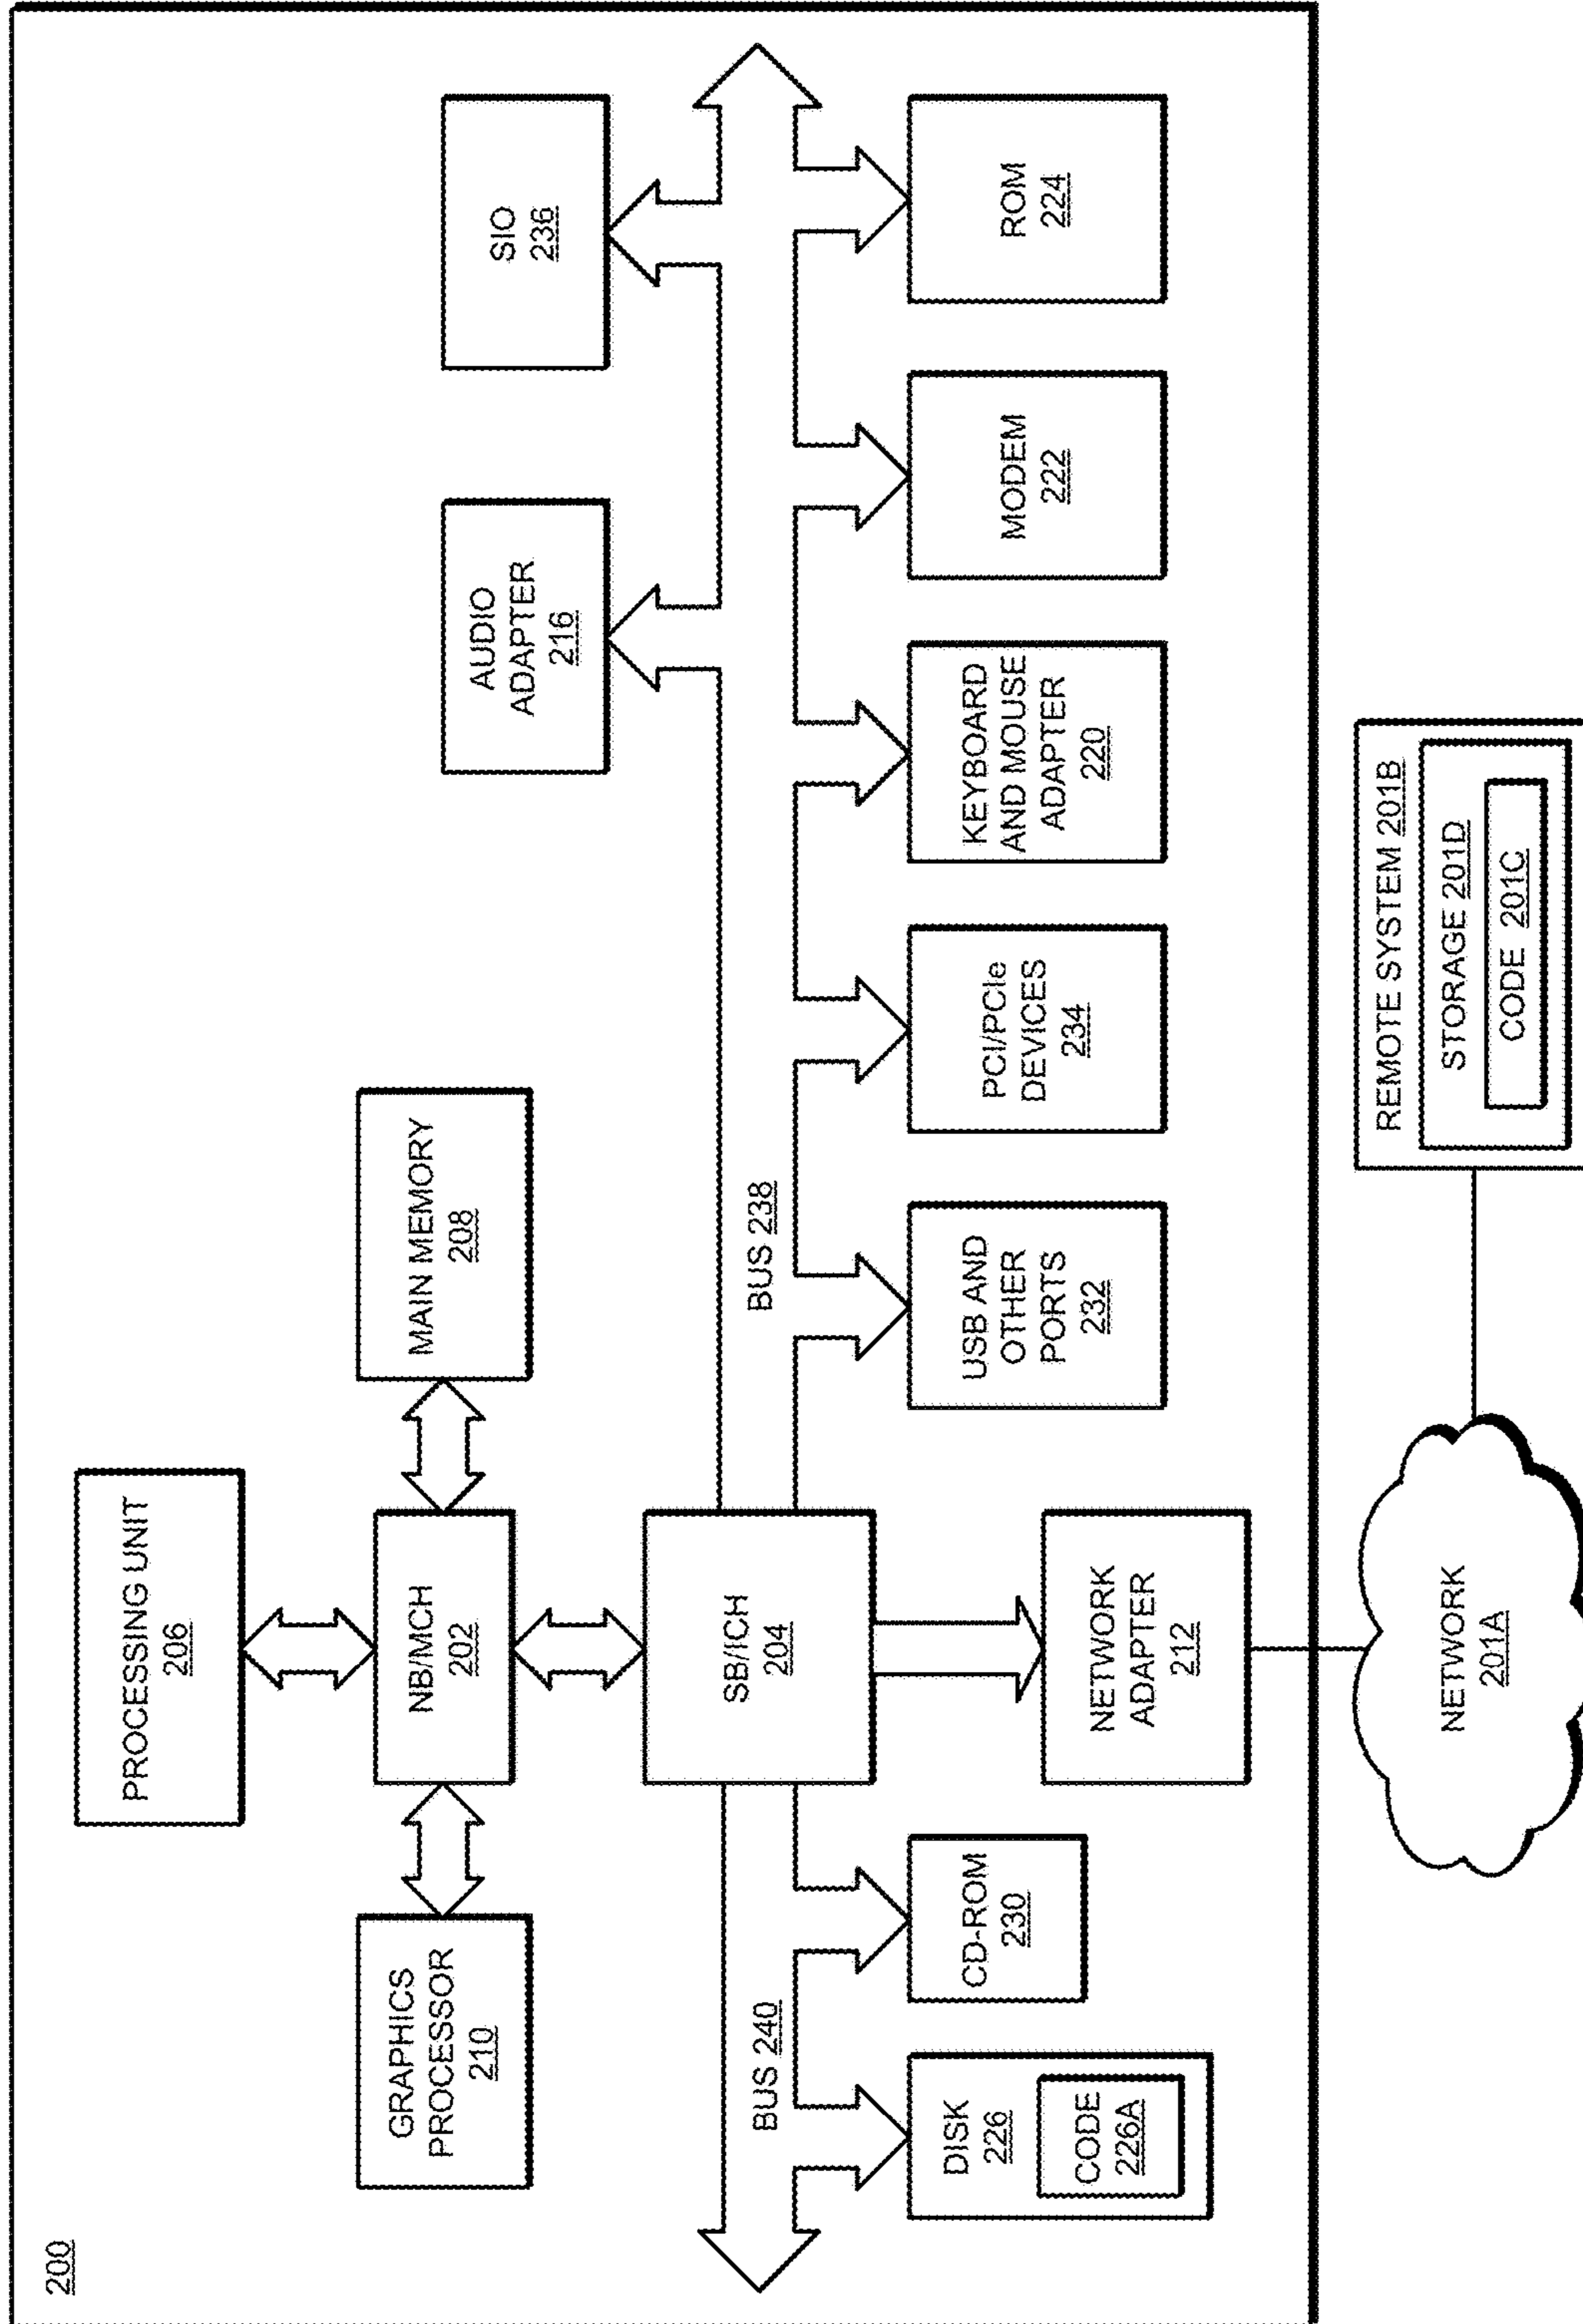 200
PROCESSING UNIT
206
GRAPHICS
PROCESSOR
210
NB/MCH
202
MAIN MEMORY
208
AUDIO
ADAPTER
216
SIO
236
SB/ICH
204
BUS 240
BUS 238
DISK
226
CODE
226A
CD-ROM
230
USB AND
OTHER
PORTS
232
PCI/PCIe
DEVICES
234
KEYBOARD
AND MOUSE
ADAPTER
220
MODEM
222
ROM
224
NETWORK
ADAPTER
212
NETWORK
201A
REMOTE SYSTEM 201B
STORAGE 201D
CODE 201C